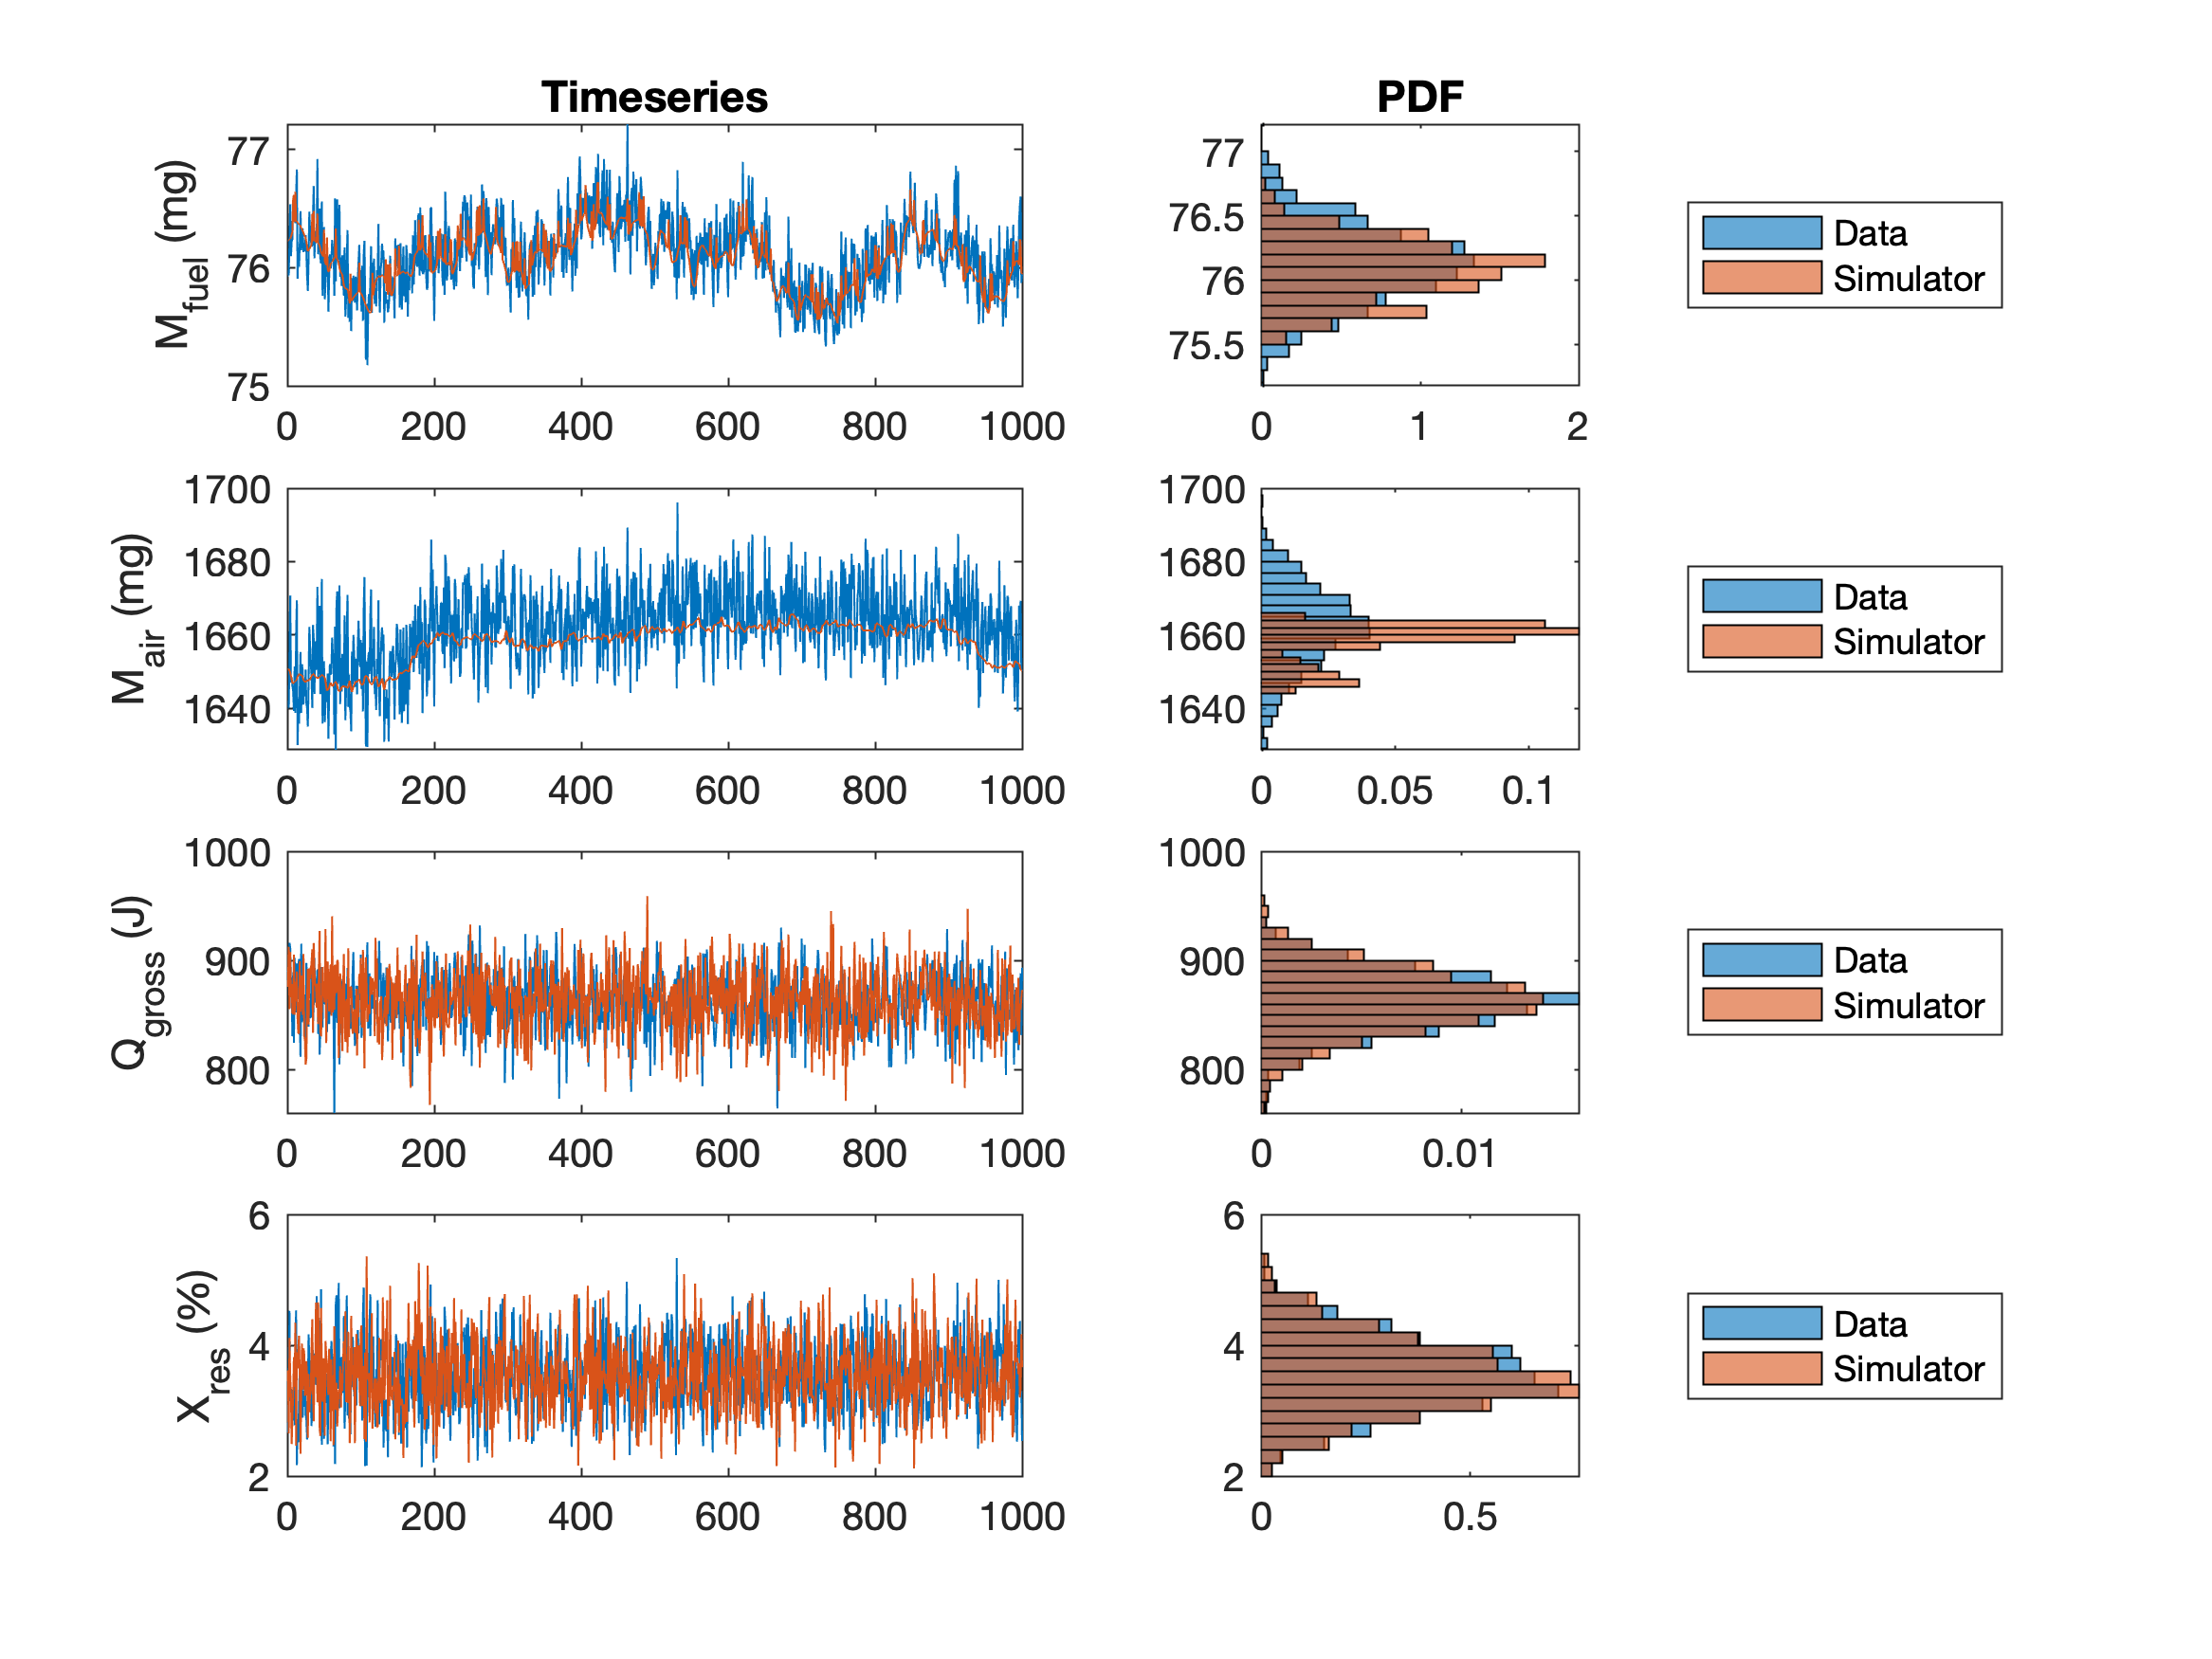 Timeseries
PDF
M_fuel (mg)
77
76
75
0 200 400 600 800 1000
77
76.5
76
75.5
0 1 2
Data
Simulator
M_air (mg)
1700
1680
1660
1640
0 200 400 600 800 1000
1700
1680
1660
1640
0 0.05 0.1
Data
Simulator
Q_gross (J)
1000
900
800
0 200 400 600 800 1000
1000
900
800
0 0.01
Data
Simulator
X_res (%)
6
4
2
0 200 400 600 800 1000
6
4
2
0 0.5
Data
Simulator